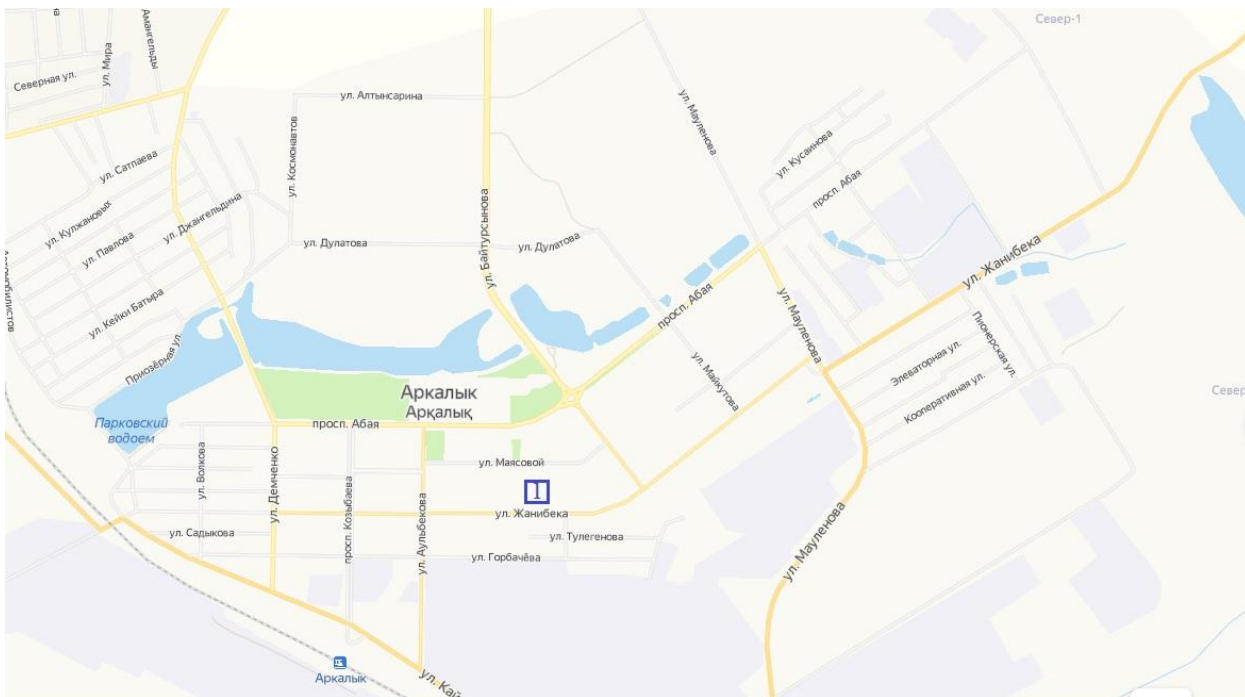 Север-1
Амангельды
ул. Мира
Северная ул.
ул. Алтынсарина
ул. Мауленова
ул. Сатпаева
ул. Космонавтов
ул. Кусаинова
просп. Абая
ул. Кулжановых
ул. Джангельдина
ул. Павлова
ул. Байтурсынова
ул. Дулатова
ул. Дулатова
ул. Жанибека
ул. Кейки Батыра
просп. Абая
ул. Мауленова
Приозёрная ул.
Пионерская ул.
Элеваторная ул.
ул. Майкутова
Аркалык
Арқалық
Север
Кооперативная ул.
Парковский
водоем
просп. Абая
ул. Волкова
ул. Маясовой
ул. Демченко
просп. Козыбаева
ул. Аульбекова
1
ул. Жанибека
ул. Садыкова
ул. Тулегенова
ул. Горбачёва
ул. Мауленова
Аркалык
ул. Кай